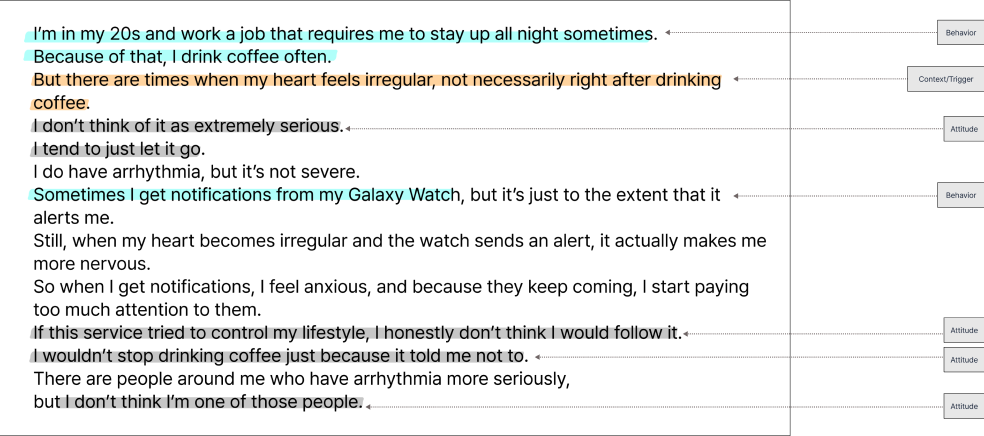 I’m in my 20s and work a job that requires me to stay up all night sometimes.
Behavior
Because of that, I drink coffee often.
But there are times when my heart feels irregular, not necessarily right after drinking
Context/Trigger
coffee.
I don’t think of it as extremely serious.
Attitude
I tend to just let it go.
I do have arrhythmia, but it’s not severe.
Sometimes I get notifications from my Galaxy Watch, but it’s just to the extent that it
Behavior
alerts me.
Still, when my heart becomes irregular and the watch sends an alert, it actually makes me
more nervous.
So when I get notifications, I feel anxious, and because they keep coming, I start paying
too much attention to them.
If this service tried to control my lifestyle, I honestly don’t think I would follow it.
Attitude
I wouldn’t stop drinking coffee just because it told me not to.
Attitude
There are people around me who have arrhythmia more seriously,
but I don’t think I’m one of those people.
Attitude